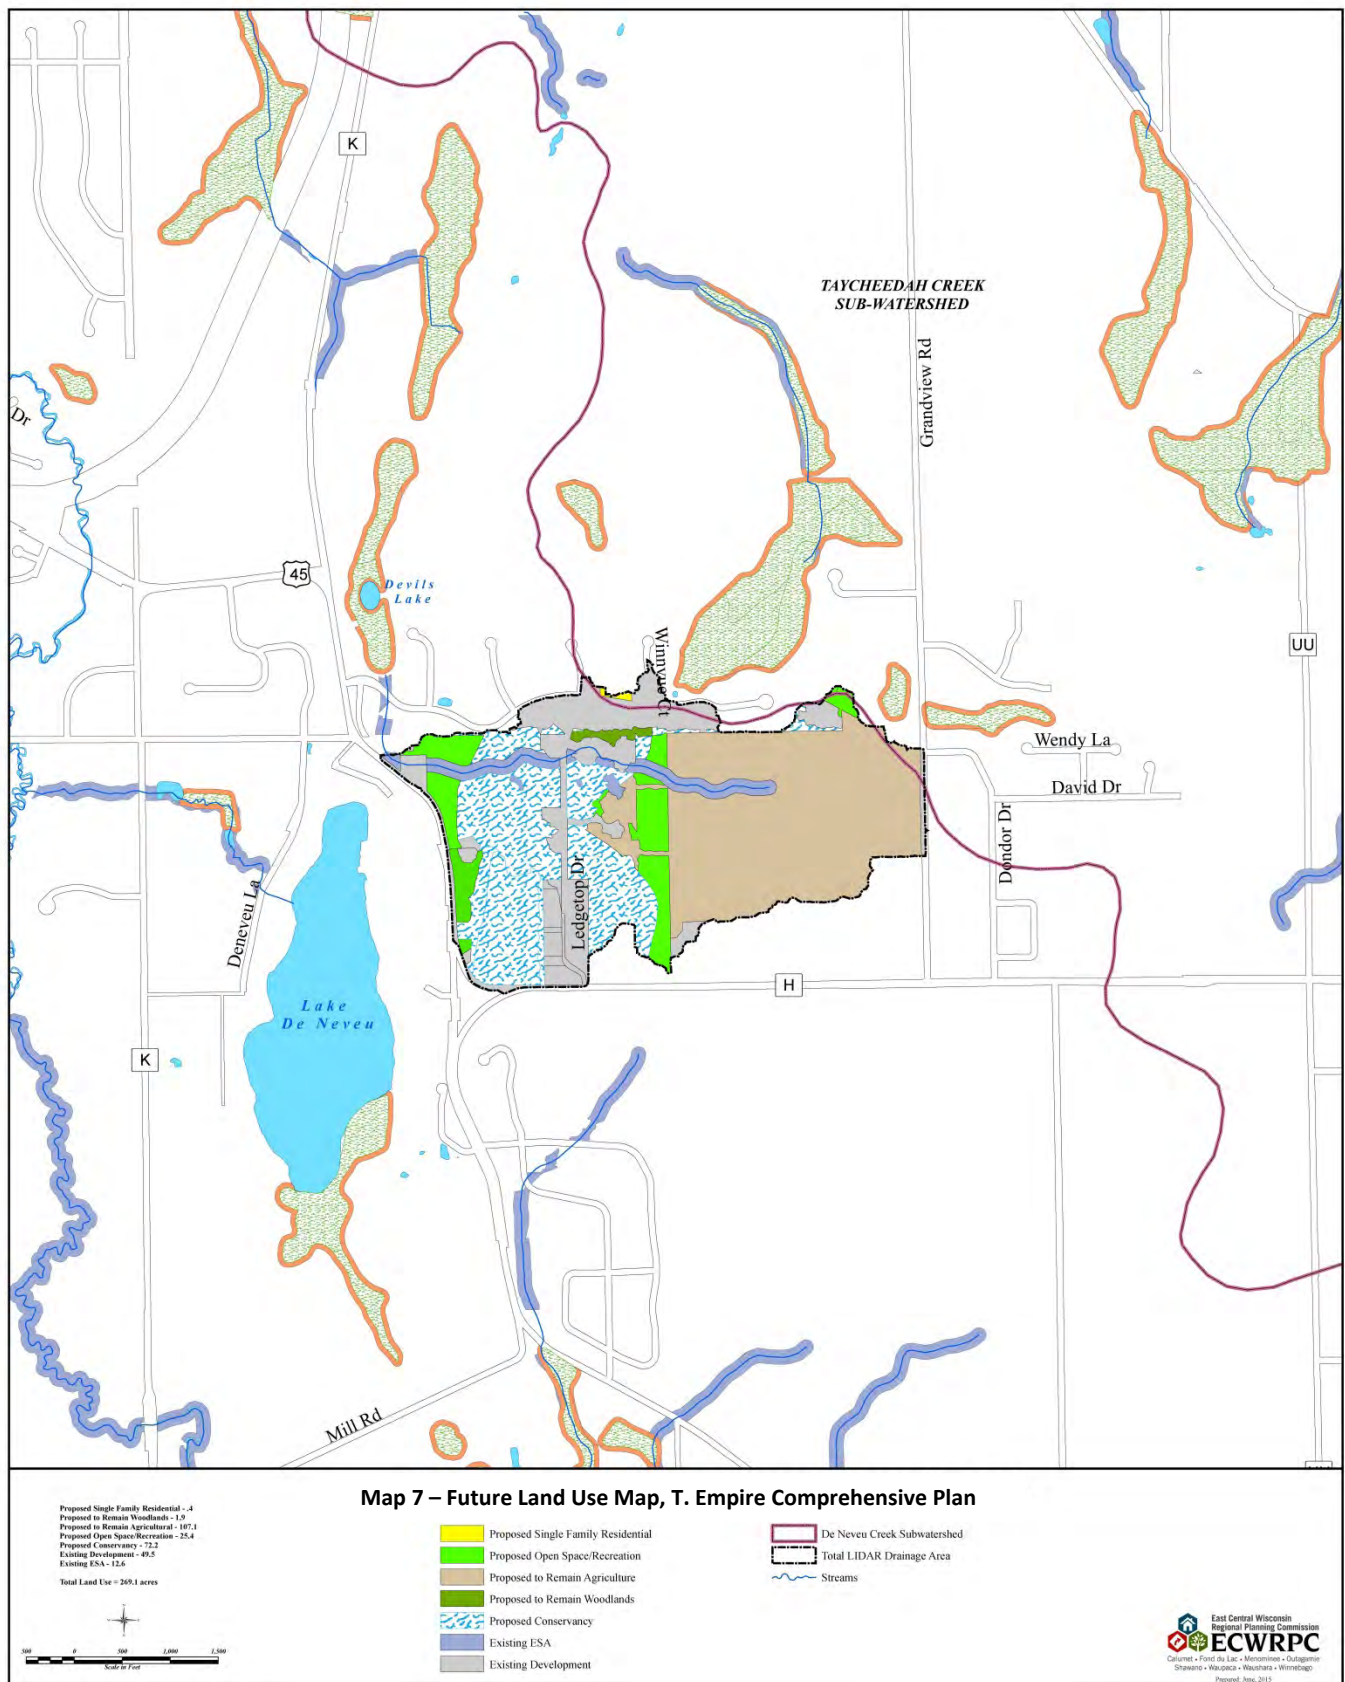 K
TAYCHEEDAH CREEK
SUB-WATERSHED
Grandview Rd
Dr
45
Devils
Lake
Winnvue Ct
UU
Wendy La
David Dr
Dondor Dr
Ledgetop Dr
Deneveu La
H
Lake
De Neveu
K
Mill Rd
Map 7 – Future Land Use Map, T. Empire Comprehensive Plan
Proposed Single Family Residential - .4
Proposed to Remain Woodlands - 1.9
Proposed to Remain Agricultural - 107.1
Proposed Open Space/Recreation - 25.4
Proposed Conservancy - 72.2
Existing Development - 49.5
Existing ESA - 12.6
Total Land Use = 269.1 acres
500 0 500 1,000 1,500
Scale in Feet
Proposed Single Family Residential
Proposed Open Space/Recreation
Proposed to Remain Agriculture
Proposed to Remain Woodlands
Proposed Conservancy
Existing ESA
Existing Development
De Neveu Creek Subwatershed
Total LIDAR Drainage Area
Streams
East Central Wisconsin
Regional Planning Commission
ECWRPC
Calumet • Fond du Lac • Menominee • Outagamie
Shawano • Waupaca • Waushara • Winnebago
Prepared: June, 2015